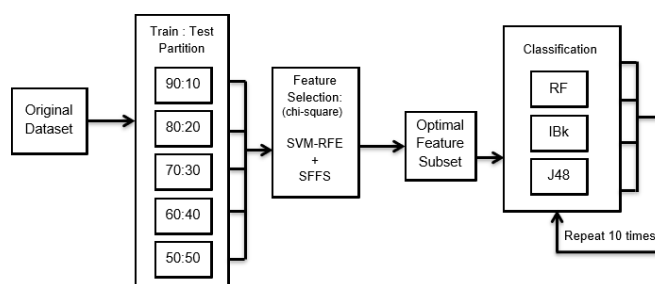 Original
Dataset
Train : Test
Partition
90:10
80:20
70:30
60:40
50:50
Feature
Selection:
(chi-square)
SVM-RFE
+
SFFS
Optimal
Feature
Subset
Classification
RF
IBk
J48
Repeat 10 times